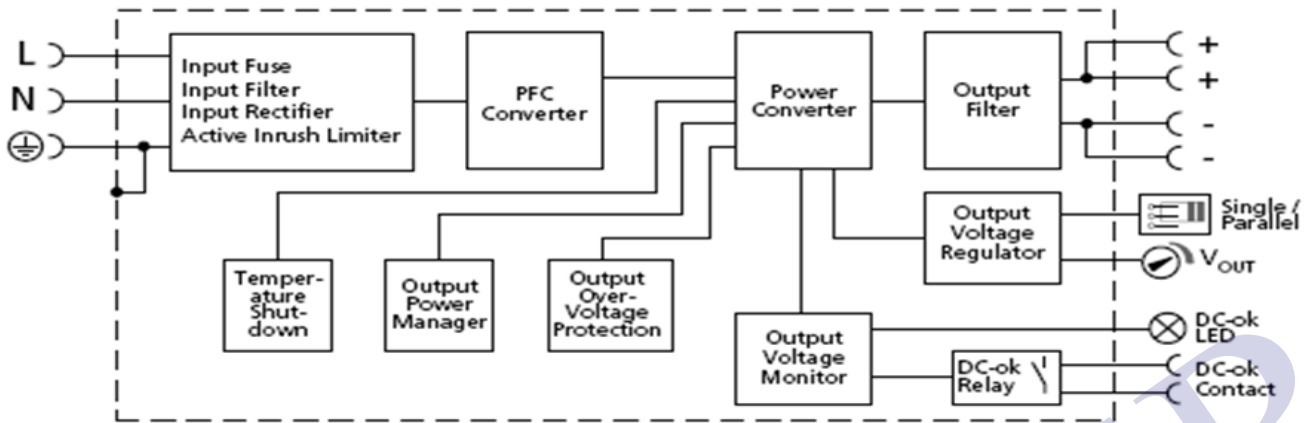 L
N
Input Fuse
Input Filter
Input Rectifier
Active Inrush Limiter
PFC
Converter
Power
Converter
Output
Filter
+
+
-
-
Output
Voltage
Regulator
Single /
Parallel
VOUT
Temper-
ature
Shut-
down
Output
Power
Manager
Output
Over-
Voltage
Protection
Output
Voltage
Monitor
DC-ok
LED
DC-ok
Relay
DC-ok
Contact